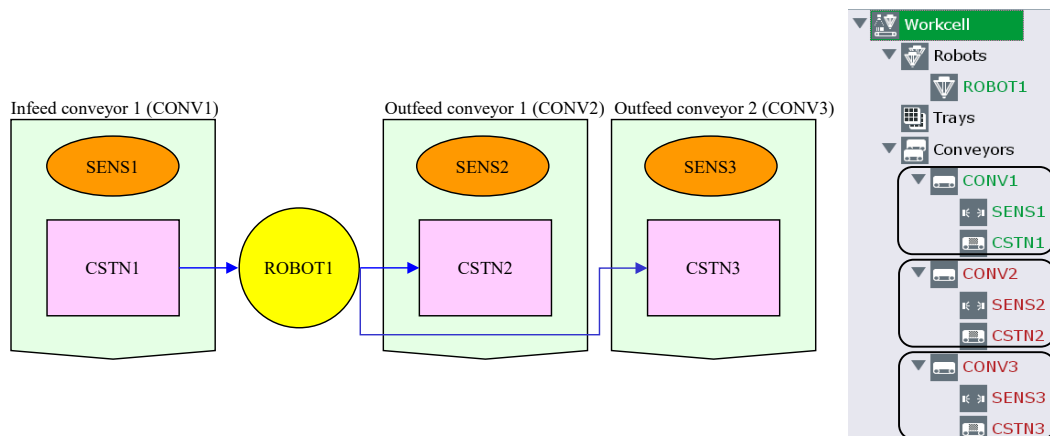 Infeed conveyor 1 (CONV1)
Outfeed conveyor 1 (CONV2)
Outfeed conveyor 2 (CONV3)
SENS1
SENS2
SENS3
CSTN1
ROBOT1
CSTN2
CSTN3
Workcell
Robots
ROBOT1
Trays
Conveyors
CONV1
SENS1
CSTN1
CONV2
SENS2
CSTN2
CONV3
SENS3
CSTN3